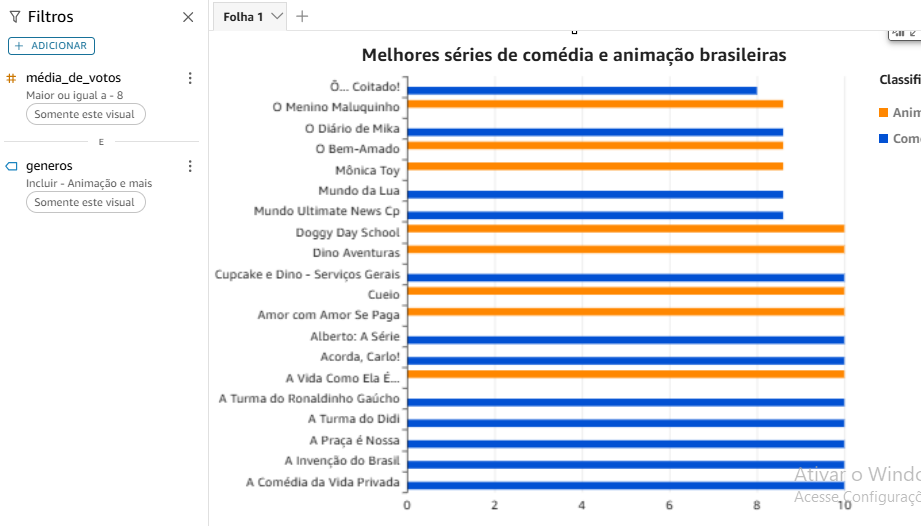 Filtros
ADICIONAR
média_de_votos
Maior ou igual a - 8
Somente este visual
E
generos
Incluir - Animação e mais
Somente este visual
Folha 1
Melhores séries de comédia e animação brasileiras
Ô... Coitado!
O Menino Maluquinho
O Diário de Mika
O Bem-Amado
Mônica Toy
Mundo da Lua
Mundo Ultimate News Cp
Doggy Day School
Dino Aventuras
Cupcake e Dino - Serviços Gerais
Cueio
Amor com Amor Se Paga
Alberto: A Série
Acorda, Carlo!
A Vida Como Ela É...
A Turma do Ronaldinho Gaúcho
A Turma do Didi
A Praça é Nossa
A Invenção do Brasil
A Comédia da Vida Privada
0 2 4 6 8 10
Classifi
Anim
Come
Ativar o Windo
Acesse Configuraçõ